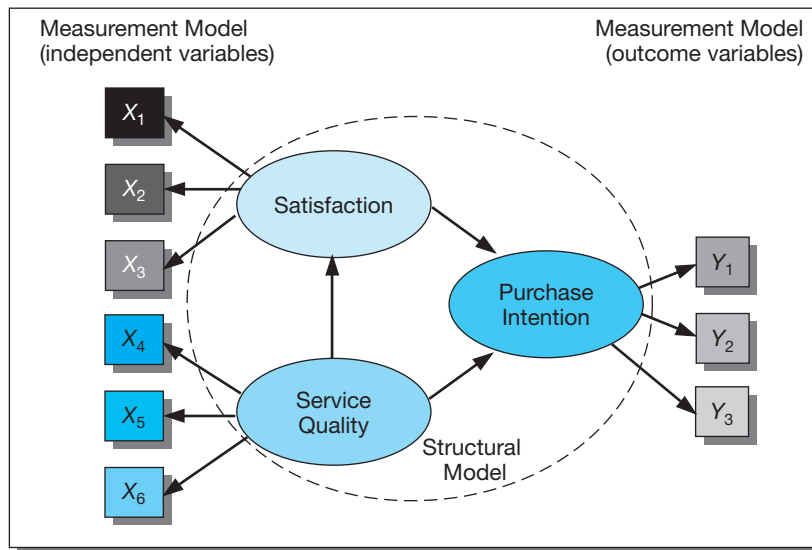 Measurement Model
(independent variables)
Measurement Model
(outcome variables)
X₁
X₂
X₃
X₄
X₅
X₆
Satisfaction
Service
Quality
Purchase
Intention
Structural
Model
Y₁
Y₂
Y₃